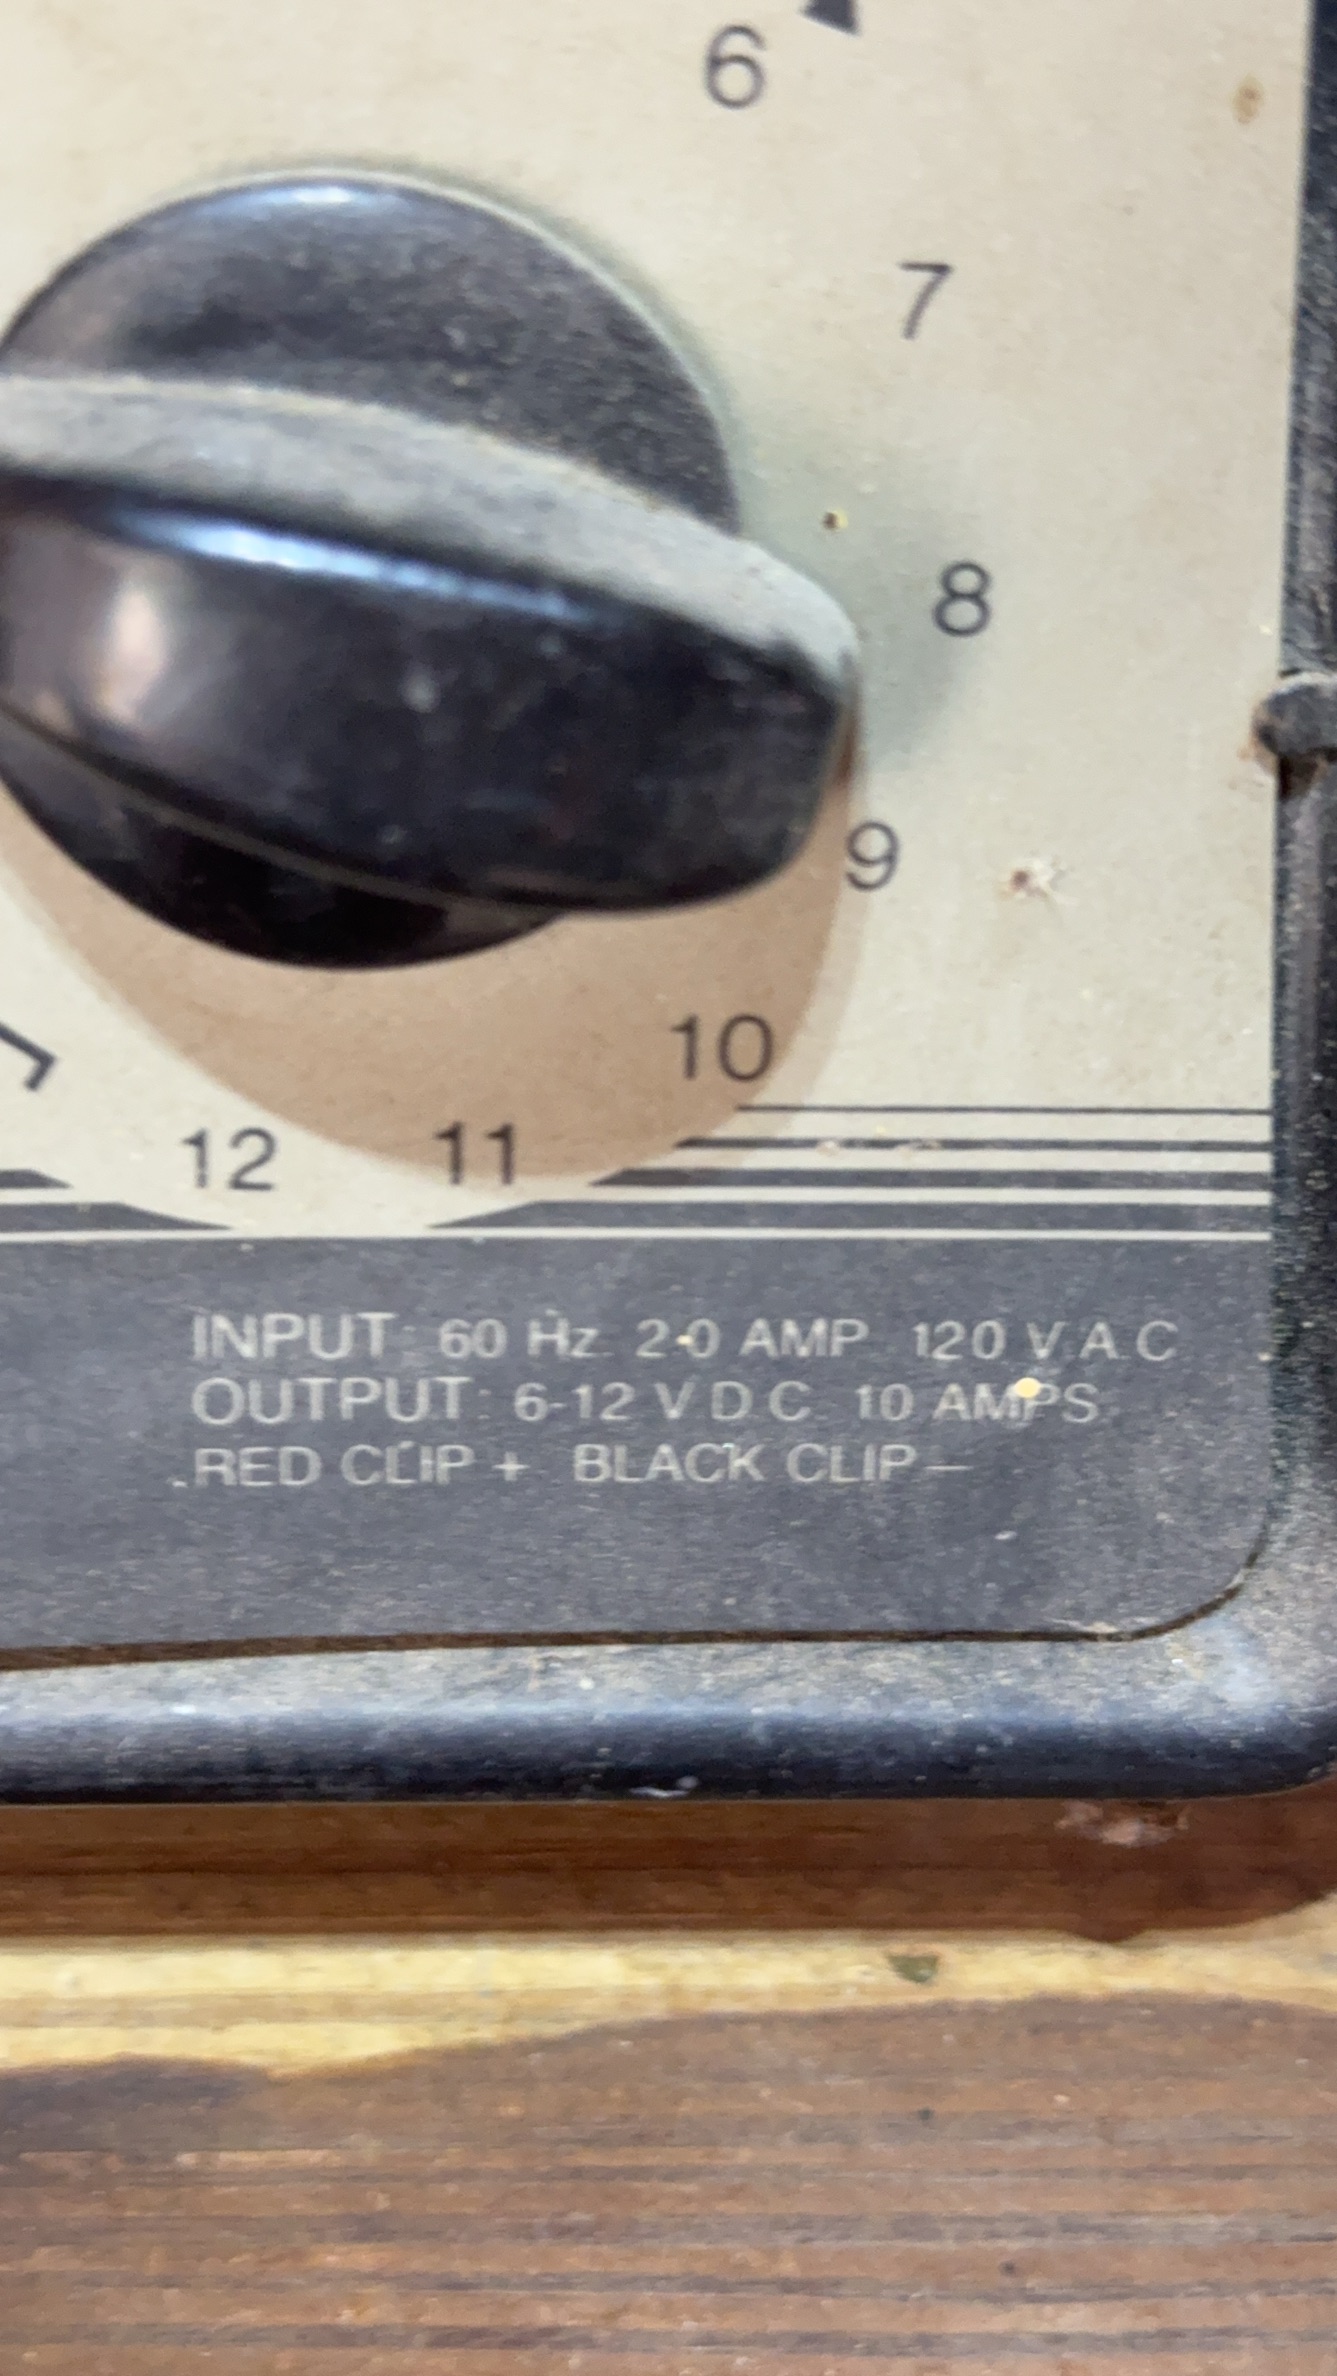 6
7
8
9
10
11
12
INPUT: 60 Hz. 2.0 AMP 120 V.A.C
OUTPUT: 6-12 V D C 10 AMPS
RED CLIP + BLACK CLIP –